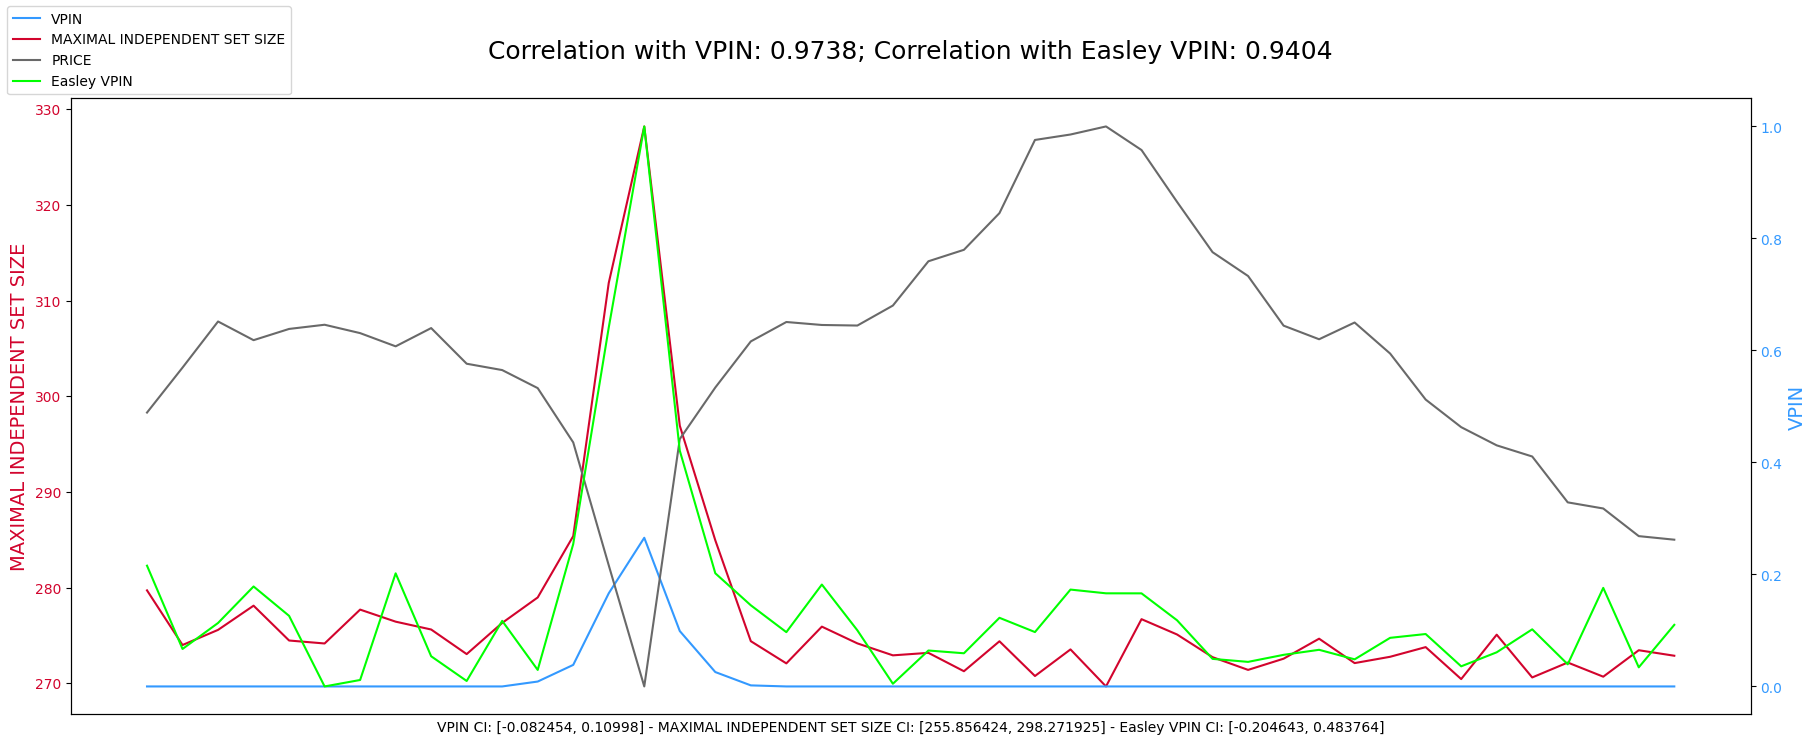 VPIN
MAXIMAL INDEPENDENT SET SIZE
PRICE
Easley VPIN
Correlation with VPIN: 0.9738; Correlation with Easley VPIN: 0.9404
MAXIMAL INDEPENDENT SET SIZE
330
320
310
300
290
280
270
1.0
0.8
0.6
0.4
0.2
0.0
VPIN
VPIN CI: [-0.082454, 0.10998] - MAXIMAL INDEPENDENT SET SIZE CI: [255.856424, 298.271925] - Easley VPIN CI: [-0.204643, 0.483764]